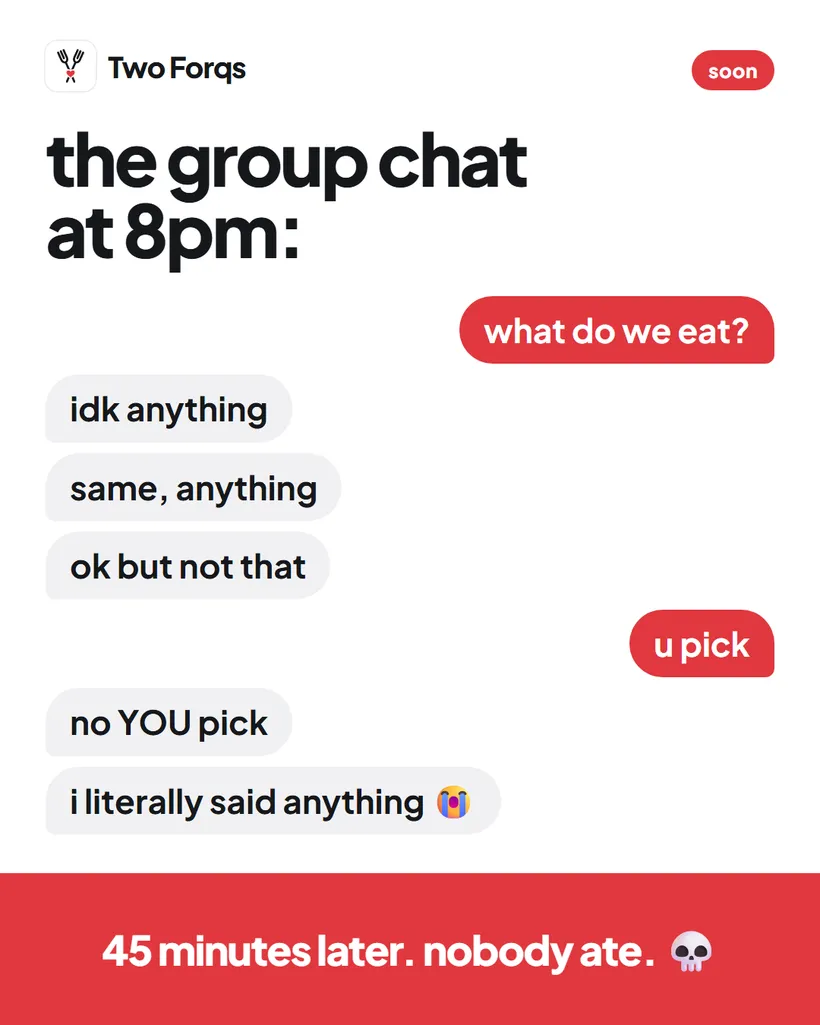 Two Forqs
soon
the group chat
at 8pm:
what do we eat?
idk anything
same, anything
ok but not that
u pick
no YOU pick
i literally said anything 😭
45 minutes later. nobody ate. 💀